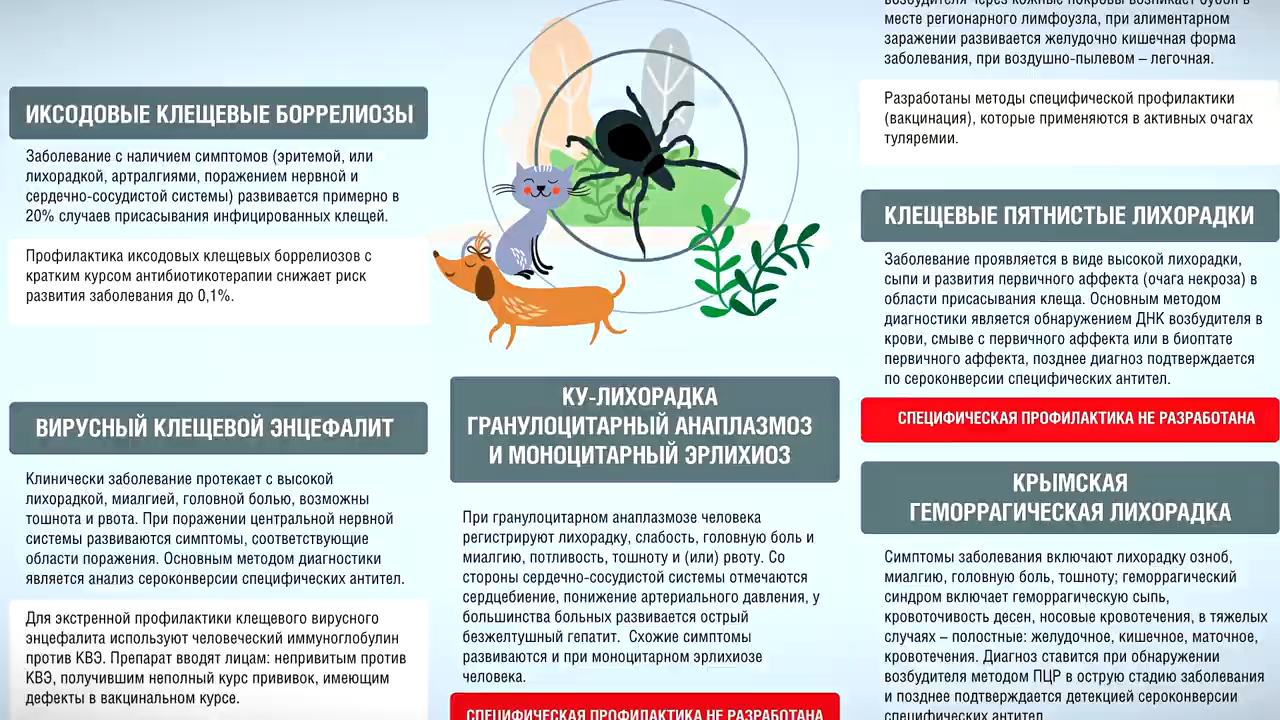 ИКСОДОВЫЕ КЛЕЩЕВЫЕ БОРРЕЛИОЗЫ
Заболевание с наличием симптомов (эритемой, или
лихорадкой, артралгиями, поражением нервной и
сердечно-сосудистой системы) развивается примерно в
20% случаев присасывания инфицированных клещей.
Профилактика иксодовых клещевых боррелиозов с
кратким курсом антибиотикотерапии снижает риск
развития заболевания до 0,1%.
ВИРУСНЫЙ КЛЕЩЕВОЙ ЭНЦЕФАЛИТ
Клинически заболевание протекает с высокой
лихорадкой, миалгией, головной болью, возможны
тошнота и рвота. При поражении центральной нервной
системы развиваются симптомы, соответствующие
области поражения. Основным методом диагностики
является анализ сероконверсии специфических антител.
Для экстренной профилактики клещевого вирусного
энцефалита используют человеческий иммуноглобулин
против КВЭ. Препарат вводят лицам: непривитым против
КВЭ, получившим неполный курс прививок, имеющим
дефекты в вакцинальном курсе.
КУ-ЛИХОРАДКА
ГРАНУЛОЦИТАРНЫЙ АНАПЛАЗМОЗ
И МОНОЦИТАРНЫЙ ЭРЛИХИОЗ
При гранулоцитарном анаплазмозе человека
регистрируют лихорадку, слабость, головную боль и
миалгию, потливость, тошноту и (или) рвоту. Со
стороны сердечно-сосудистой системы отмечаются
сердцебиение, понижение артериального давления, у
большинства больных развивается острый
безжелтушный гепатит. Схожие симптомы
развиваются и при моноцитарном эрлихиозе
человека.
СПЕЦИФИЧЕСКАЯ ПРОФИЛАКТИКА НЕ РАЗРАБОТАНА
возбудителя через кожные покровы возникает бубон в
месте регионарного лимфоузла, при алиментарном
заражении развивается желудочно кишечная форма
заболевания, при воздушно-пылевом – легочная.
Разработаны методы специфической профилактики
(вакцинация), которые применяются в активных очагах
туляремии.
КЛЕЩЕВЫЕ ПЯТНИСТЫЕ ЛИХОРАДКИ
Заболевание проявляется в виде высокой лихорадки,
сыпи и развития первичного аффекта (очага некроза) в
области присасывания клеща. Основным методом
диагностики является обнаружением ДНК возбудителя в
крови, смыве с первичного аффекта или в биоптате
первичного аффекта, позднее диагноз подтверждается
по сероконверсии специфических антител.
СПЕЦИФИЧЕСКАЯ ПРОФИЛАКТИКА НЕ РАЗРАБОТАНА
КРЫМСКАЯ
ГЕМОРРАГИЧЕСКАЯ ЛИХОРАДКА
Симптомы заболевания включают лихорадку озноб,
миалгию, головную боль, тошноту; геморрагический
синдром включает геморрагическую сыпь,
кровоточивость десен, носовые кровотечения, в тяжелых
случаях – полостные: желудочное, кишечное, маточное,
кровотечения. Диагноз ставится при обнаружении
возбудителя методом ПЦР в острую стадию заболевания
и позднее подтверждается детекцией сероконверсии
специфических антител.